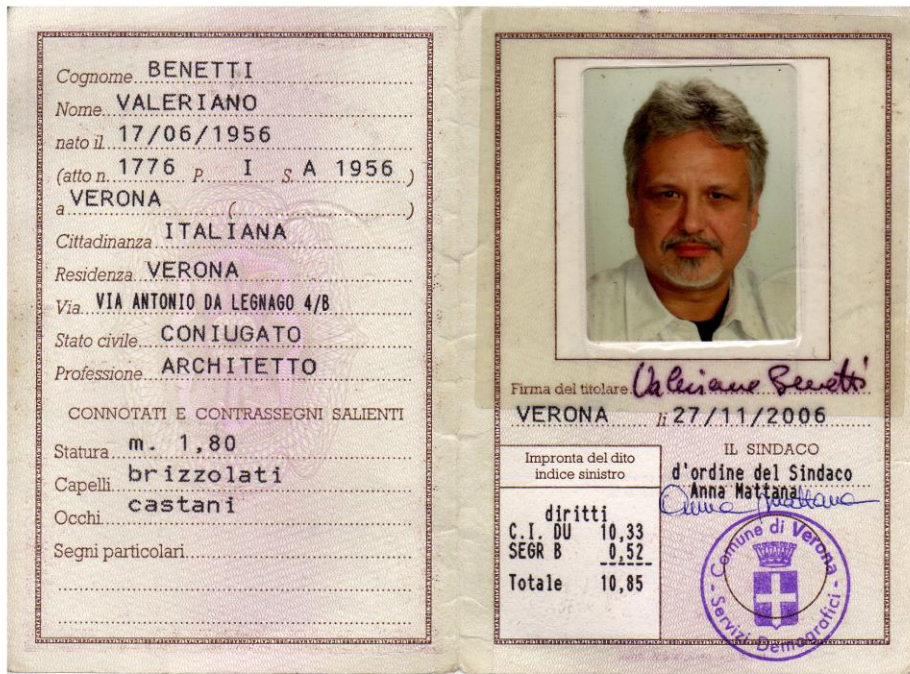 Cognome BENETTI
Nome VALERIANO
nato il 17/06/1956
(atto n. 1776 P. I S. A 1956 )
a VERONA ( )
Cittadinanza ITALIANA
Residenza VERONA
Via VIA ANTONIO DA LEGNAGO 4/B
Stato civile CONIUGATO
Professione ARCHITETTO
CONNOTATI E CONTRASSEGNI SALIENTI
Statura m. 1,80
Capelli brizzolati
Occhi castani
Segni particolari
Firma del titolare Valeriano Benetti
VERONA li 27/11/2006
Impronta del dito
indice sinistro
diritti
C.I. DU 10,33
SEGR B 0,52
Totale 10,85
IL SINDACO
d'ordine del Sindaco
Anna Mattana
Anna Mattana
Comune di Verona - Servizi Demografici -